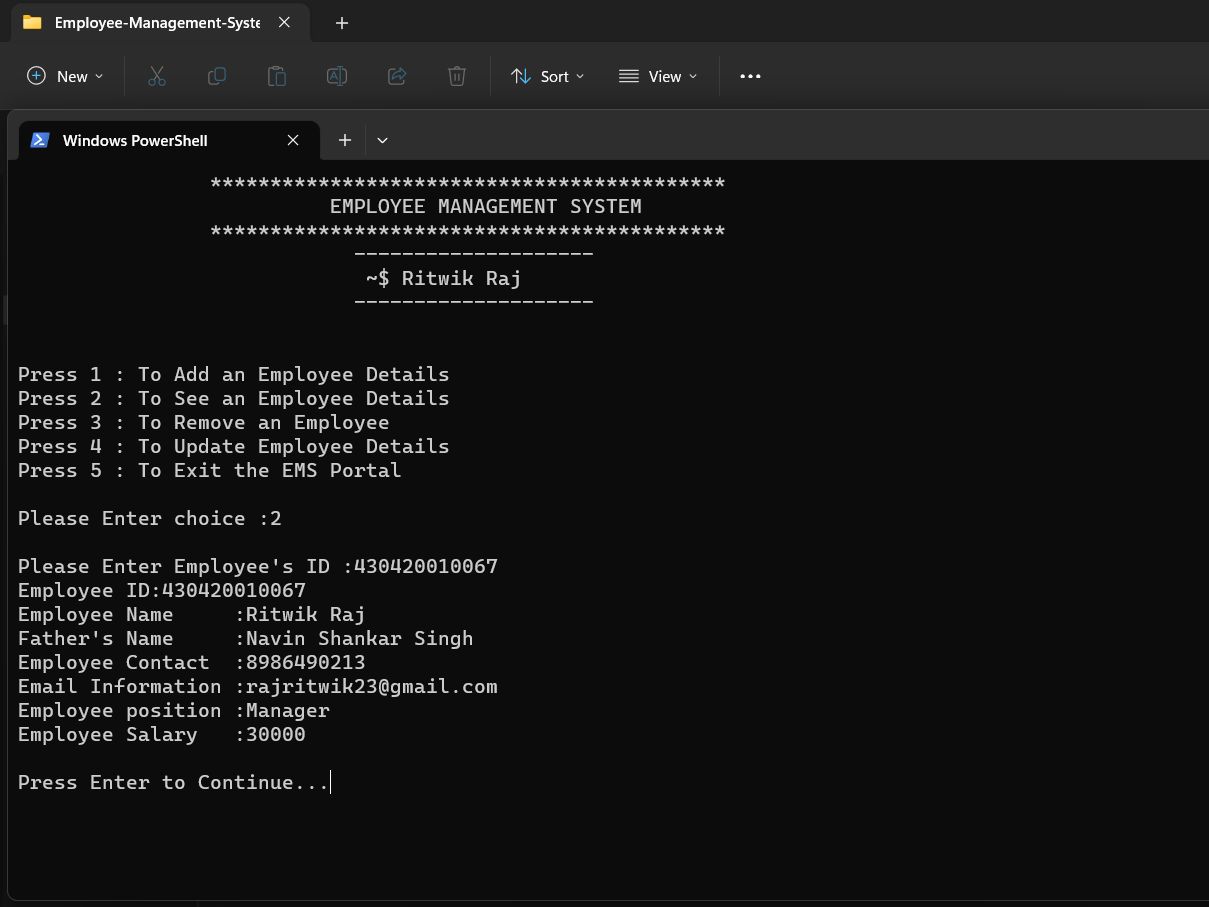 Employee-Management-Syste
New
Sort
View
Windows PowerShell
*******************************************
EMPLOYEE MANAGEMENT SYSTEM
*******************************************
--------------------
~$ Ritwik Raj
--------------------
Press 1 : To Add an Employee Details
Press 2 : To See an Employee Details
Press 3 : To Remove an Employee
Press 4 : To Update Employee Details
Press 5 : To Exit the EMS Portal
Please Enter choice :2
Please Enter Employee's ID :430420010067
Employee ID:430420010067
Employee Name     :Ritwik Raj
Father's Name     :Navin Shankar Singh
Employee Contact  :8986490213
Email Information :rajritwik23@gmail.com
Employee position :Manager
Employee Salary   :30000
Press Enter to Continue...